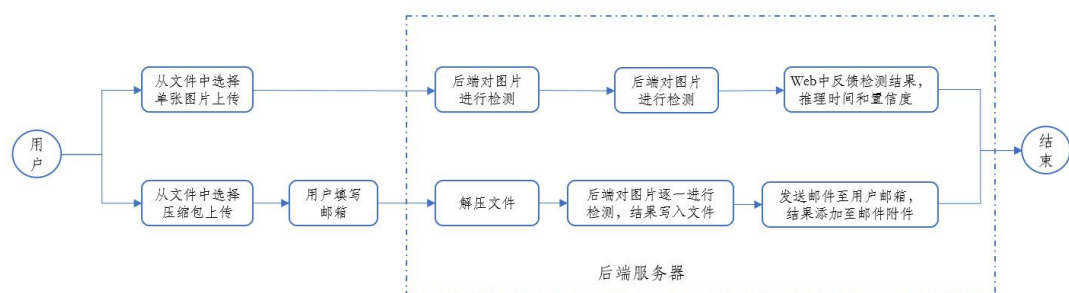 用
户
从文件中选择
单张图片上传
后端对图片
进行检测
后端对图片
进行检测
Web中反馈检测结果,
推理时间和置信度
从文件中选择
压缩包上传
用户填写
邮箱
解压文件
后端对图片逐一进行
检测,结果写入文件
发送邮件至用户邮箱,
结果添加至邮件附件
结
束
后端服务器